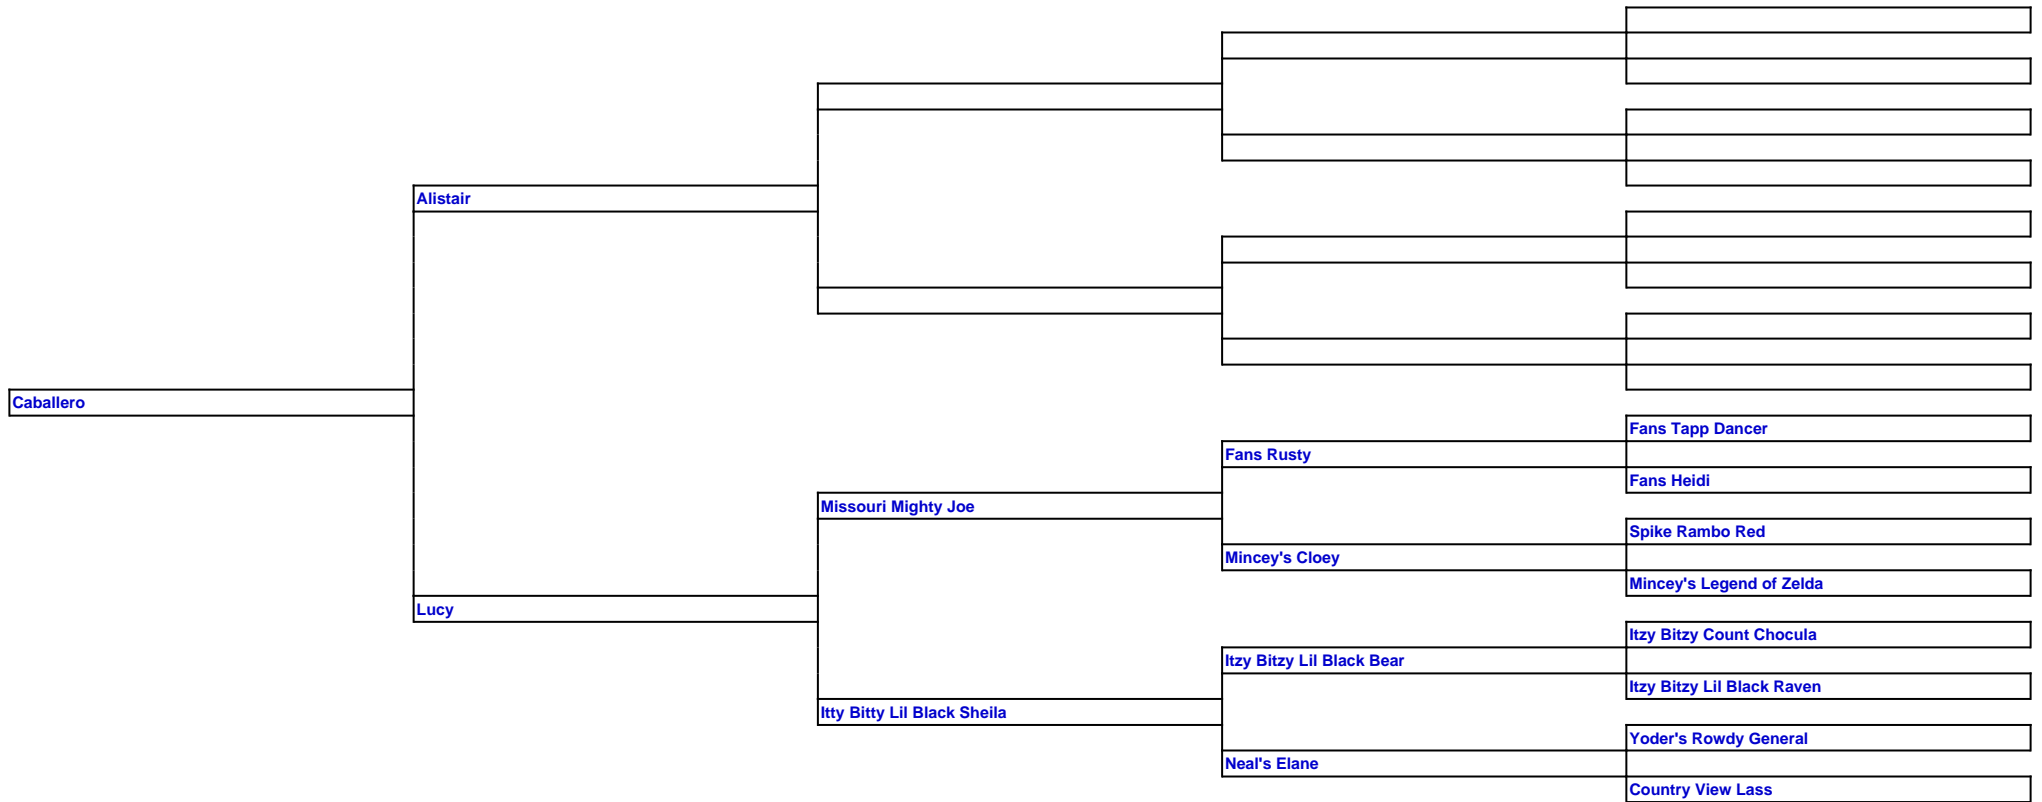 Alistair
Caballero
Fans Tapp Dancer
Fans Rusty
Fans Heidi
Missouri Mighty Joe
Spike Rambo Red
Mincey's Cloey
Mincey's Legend of Zelda
Lucy
Itzy Bitzy Count Chocula
Itzy Bitzy Lil Black Bear
Itzy Bitzy Lil Black Raven
Itty Bitty Lil Black Sheila
Yoder's Rowdy General
Neal's Elane
Country View Lass